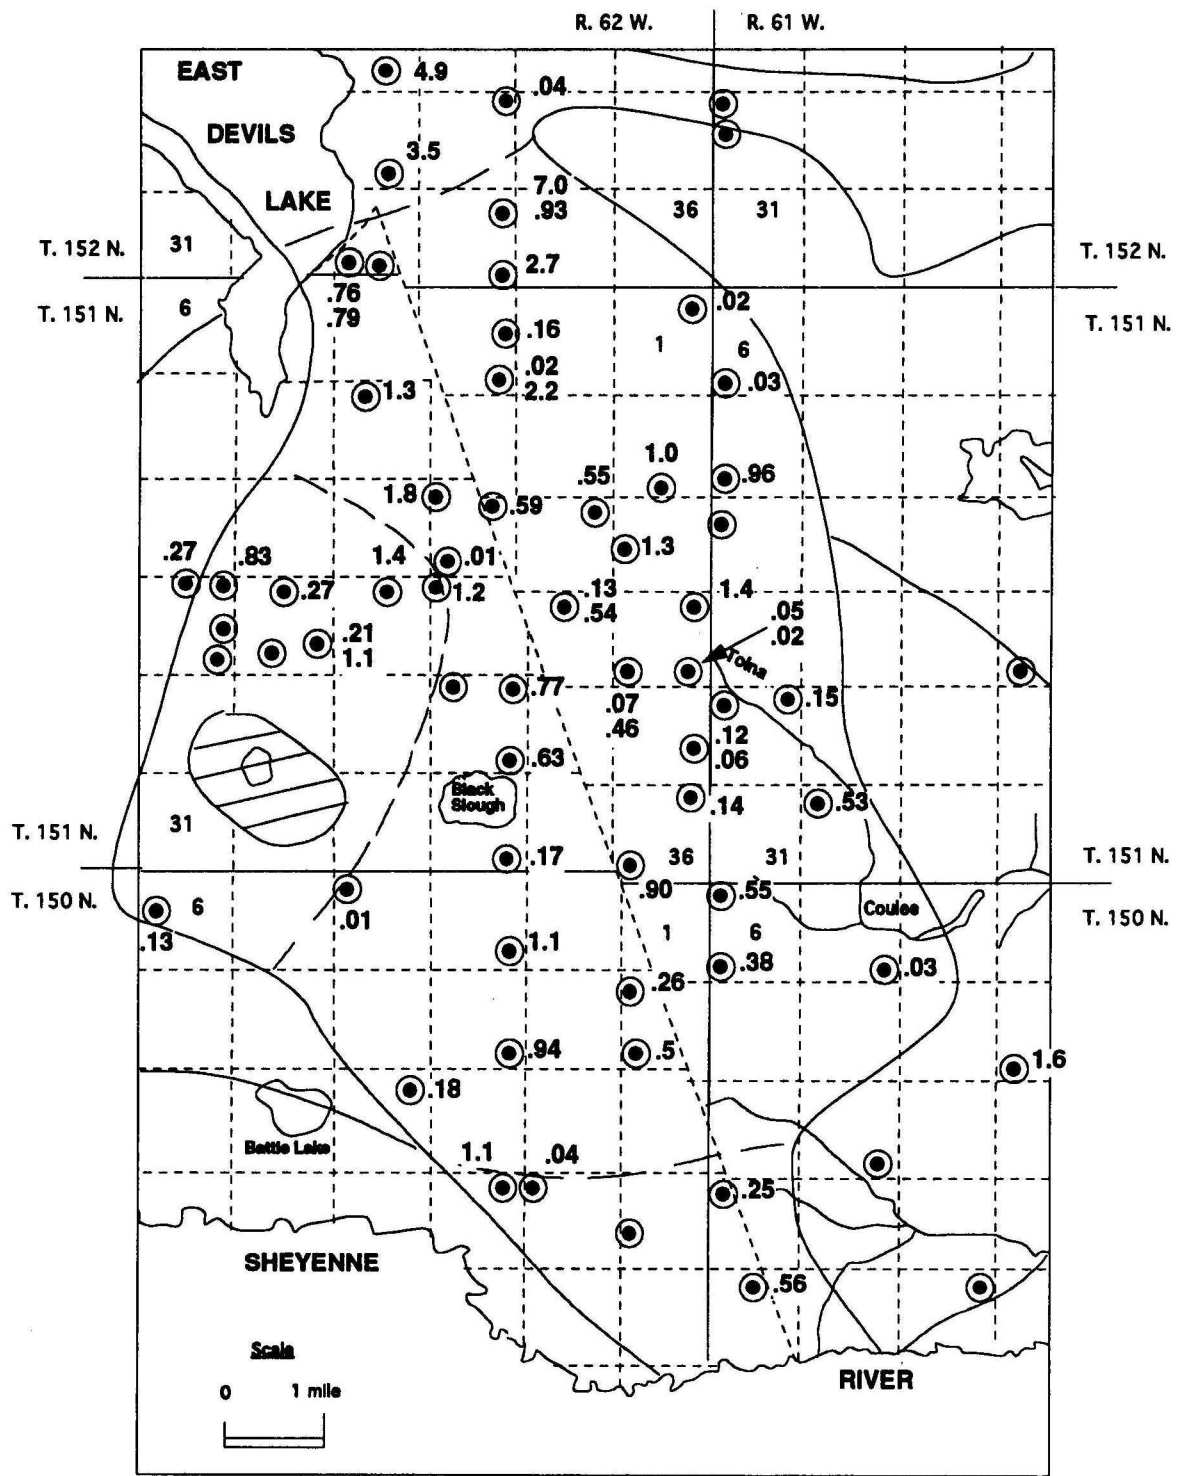 R. 62 W. R. 61 W.
EAST
4.9
.04
DEVILS
3.5
LAKE
7.0
.93
36 31
31
T. 152 N.
T. 152 N.
2.7
T. 151 N.
6
.76
.79
.02
T. 151 N.
.16
1 6
.02
2.2
.03
1.3
1.0
.96
.55
1.8
.59
1.3
.27 .83 1.4 .01
.27 1.2
.13
.54
1.4
.05
.02
.21
1.1
Tolna
.77
.07
.46
.15
.12
.06
.63
Black
Slough
.14
.53
31
T. 151 N.
.17
36 31
T. 151 N.
T. 150 N.
6
.01
.90
.55
Coulee
T. 150 N.
.13
1 6
1.1
.38
.03
.26
.94
.5
1.6
.18
Battle Lake
1.1 .04
.25
SHEYENNE
.56
Scale
0 1 mile
RIVER